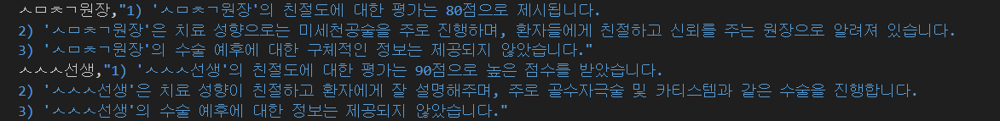 ㅅㅁㅊㄱ원장,"1) 'ㅅㅁㅊㄱ원장'의 친절도에 대한 평가는 80점으로 제시됩니다.
2) 'ㅅㅁㅊㄱ원장'은 치료 성향으로는 미세천공술을 주로 진행하며, 환자들에게 친절하고 신뢰를 주는 원장으로 알려져 있습니다.
3) 'ㅅㅁㅊㄱ원장'의 수술 예후에 대한 구체적인 정보는 제공되지 않았습니다."
ㅅㅅㅅ선생,"1) 'ㅅㅅㅅ선생'의 친절도에 대한 평가는 90점으로 높은 점수를 받았습니다.
2) 'ㅅㅅㅅ선생'은 치료 성향이 친절하고 환자에게 잘 설명해주며, 주로 골수자극술 및 카티스템과 같은 수술을 진행합니다.
3) 'ㅅㅅㅅ선생'의 수술 예후에 대한 정보는 제공되지 않았습니다."